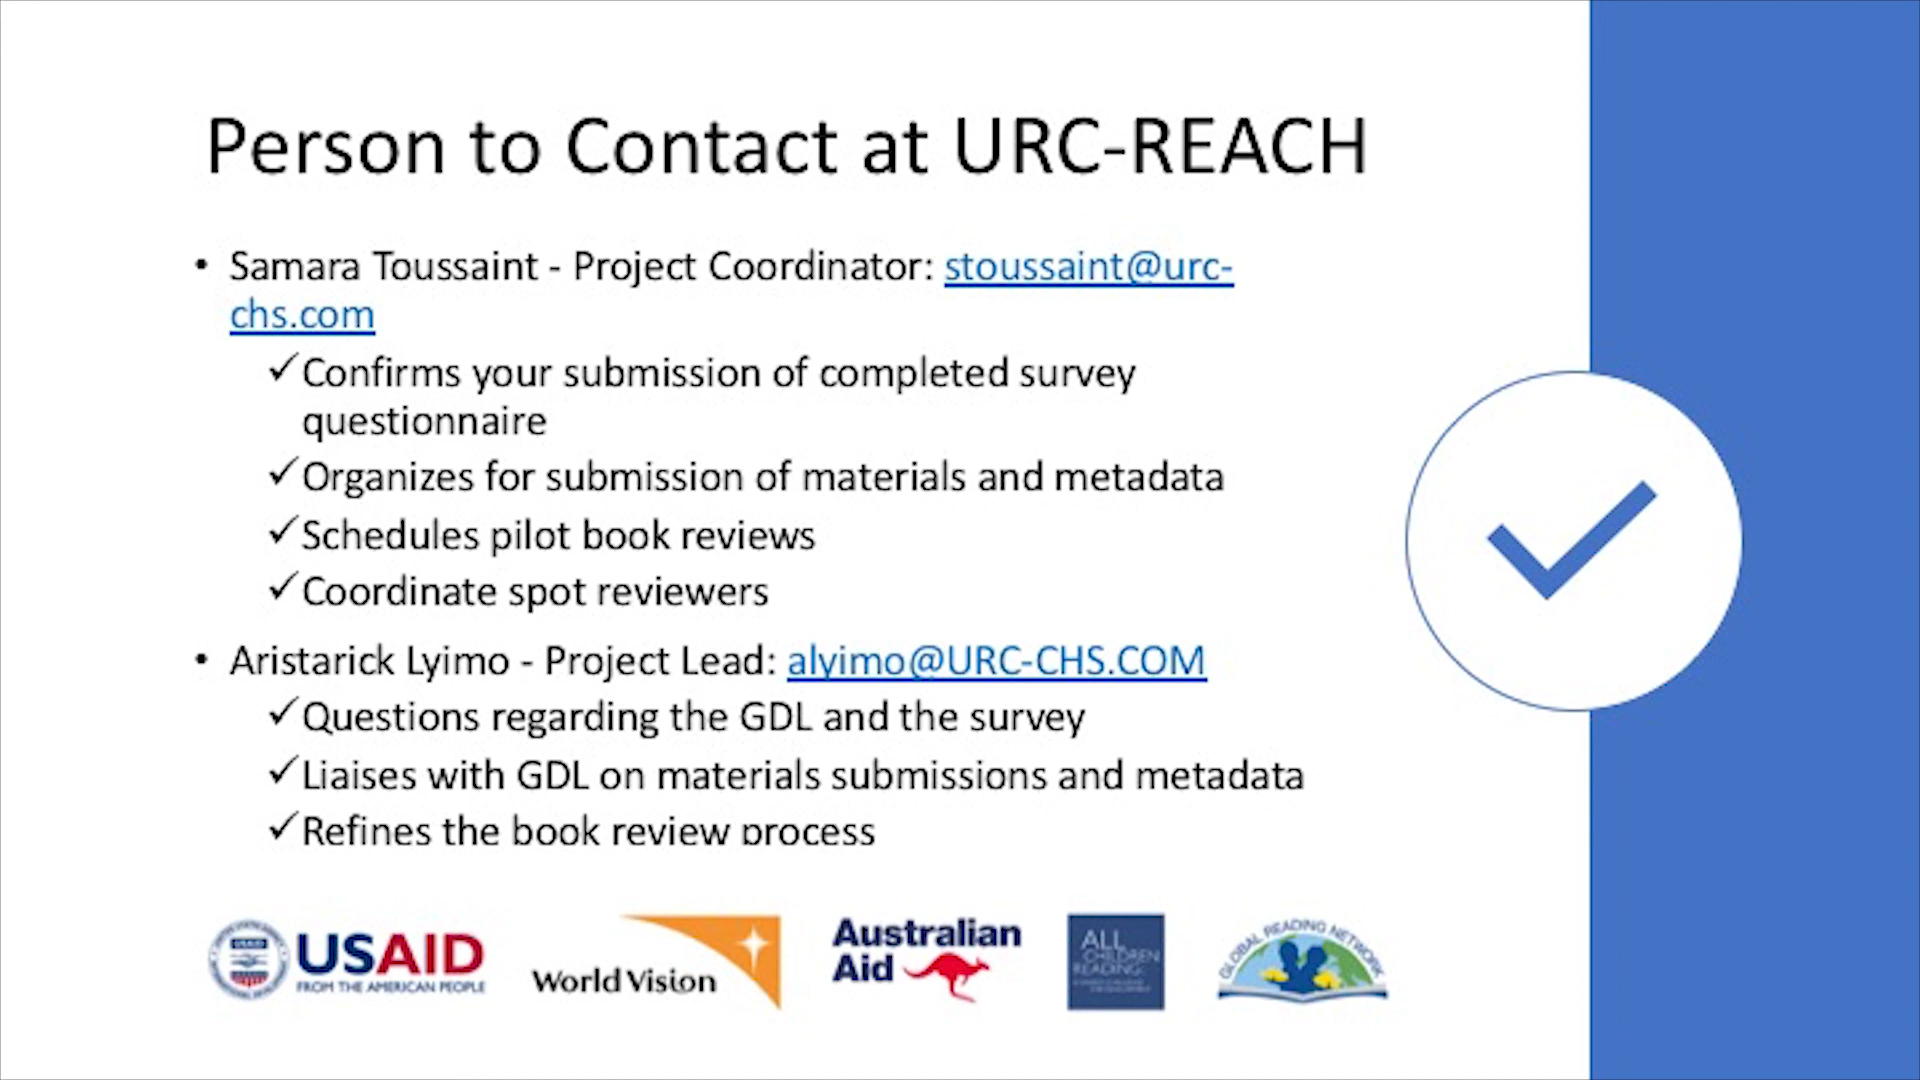 Person to Contact at URC-REACH
• Samara Toussaint - Project Coordinator: stoussaint@urc-
chs.com
✓Confirms your submission of completed survey
questionnaire
✓Organizes for submission of materials and metadata
✓Schedules pilot book reviews
✓Coordinate spot reviewers
• Aristarick Lyimo - Project Lead: alyimo@URC-CHS.COM
✓Questions regarding the GDL and the survey
✓Liaises with GDL on materials submissions and metadata
✓Refines the book review process
USAID
FROM THE AMERICAN PEOPLE
World Vision
Australian
Aid
ALL
CHILDREN
READING:
GLOBAL READING NETWORK